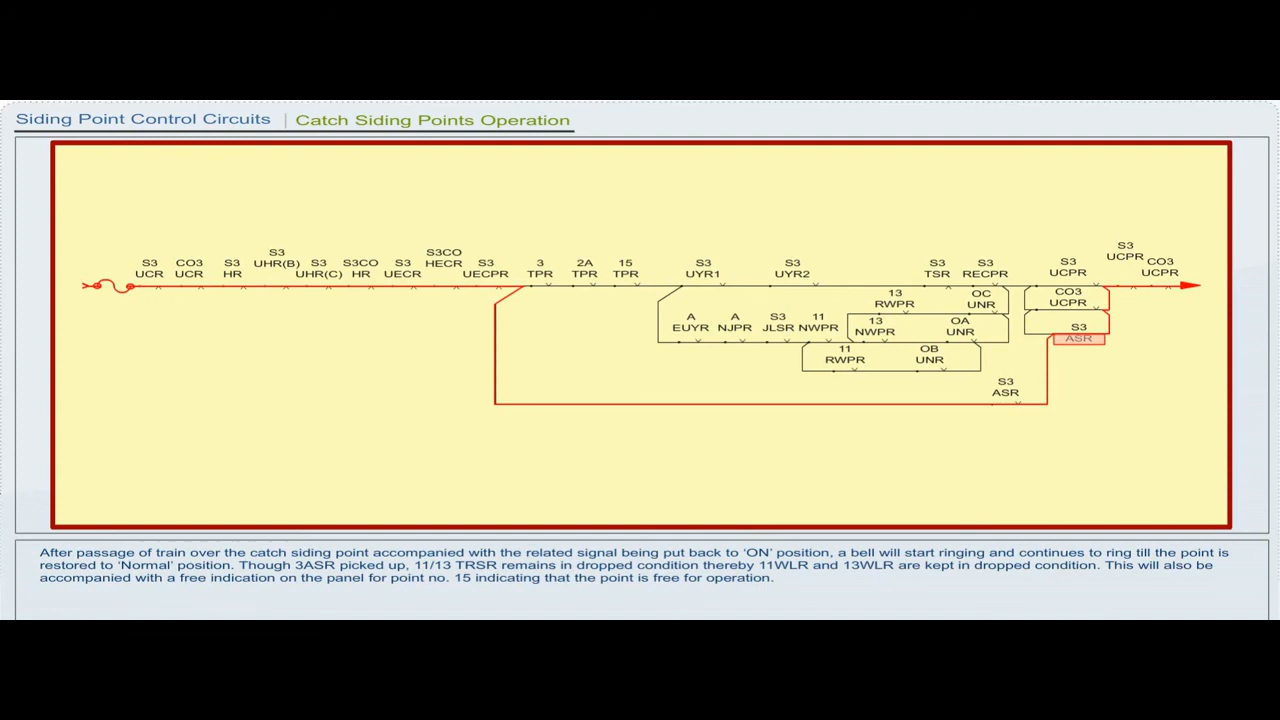 Siding Point Control Circuits | Catch Siding Points Operation
S3 UCR
CO3 UCR
S3 HR
S3 UHR(B)
S3 UHR(C)
S3CO HR
S3 UECR
S3CO HECR
S3 UECPR
3 TPR
2A TPR
15 TPR
S3 UYR1
S3 UYR2
S3 TSR
S3 RECPR
S3 UCPR
S3 UCPR
CO3 UCPR
13 RWPR
OC UNR
CO3 UCPR
A EUYR
A NJPR
S3 JLSR
11 NWPR
13 NWPR
OA UNR
S3 ASR
11 RWPR
OB UNR
S3 ASR
After passage of train over the catch siding point accompanied with the related signal being put back to ‘ON’ position, a bell will start ringing and continues to ring till the point is
restored to ‘Normal’ position. Though 3ASR picked up, 11/13 TRSR remains in dropped condition thereby 11WLR and 13WLR are kept in dropped condition. This will also be
accompanied with a free indication on the panel for point no. 15 indicating that the point is free for operation.